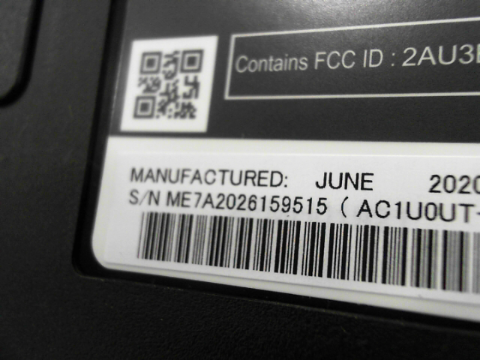 Contains FCC ID : 2AU3
MANUFACTURED: JUNE 2020
S/N ME7A2026159515 ( AC1U0UT-